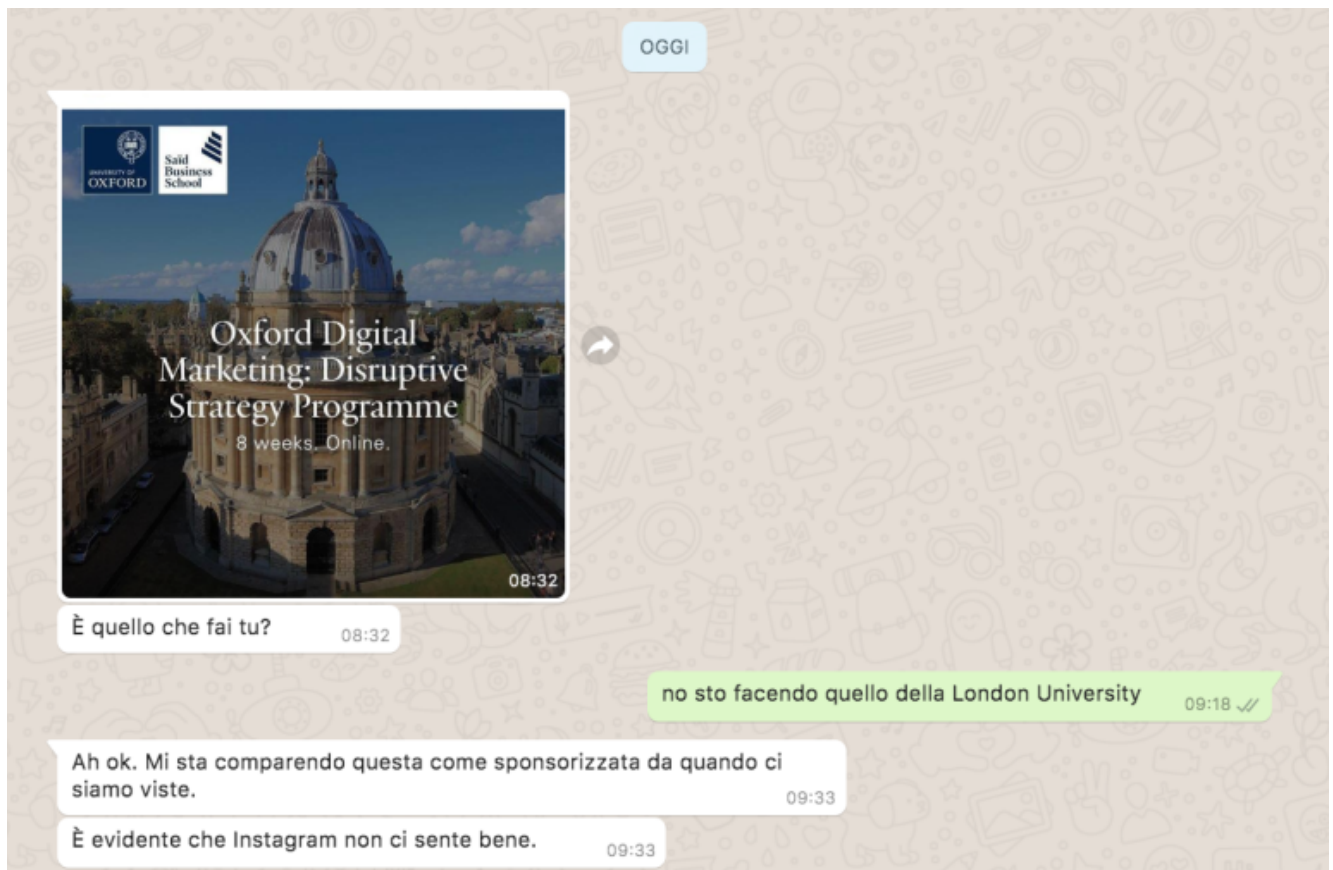 OGGI
UNIVERSITY OF
OXFORD
Saïd
Business
School
Oxford Digital
Marketing: Disruptive
Strategy Programme
8 weeks. Online.
08:32
È quello che fai tu?
08:32
no sto facendo quello della London University
09:18
Ah ok. Mi sta comparendo questa come sponsorizzata da quando ci
siamo viste.
09:33
È evidente che Instagram non ci sente bene.
09:33